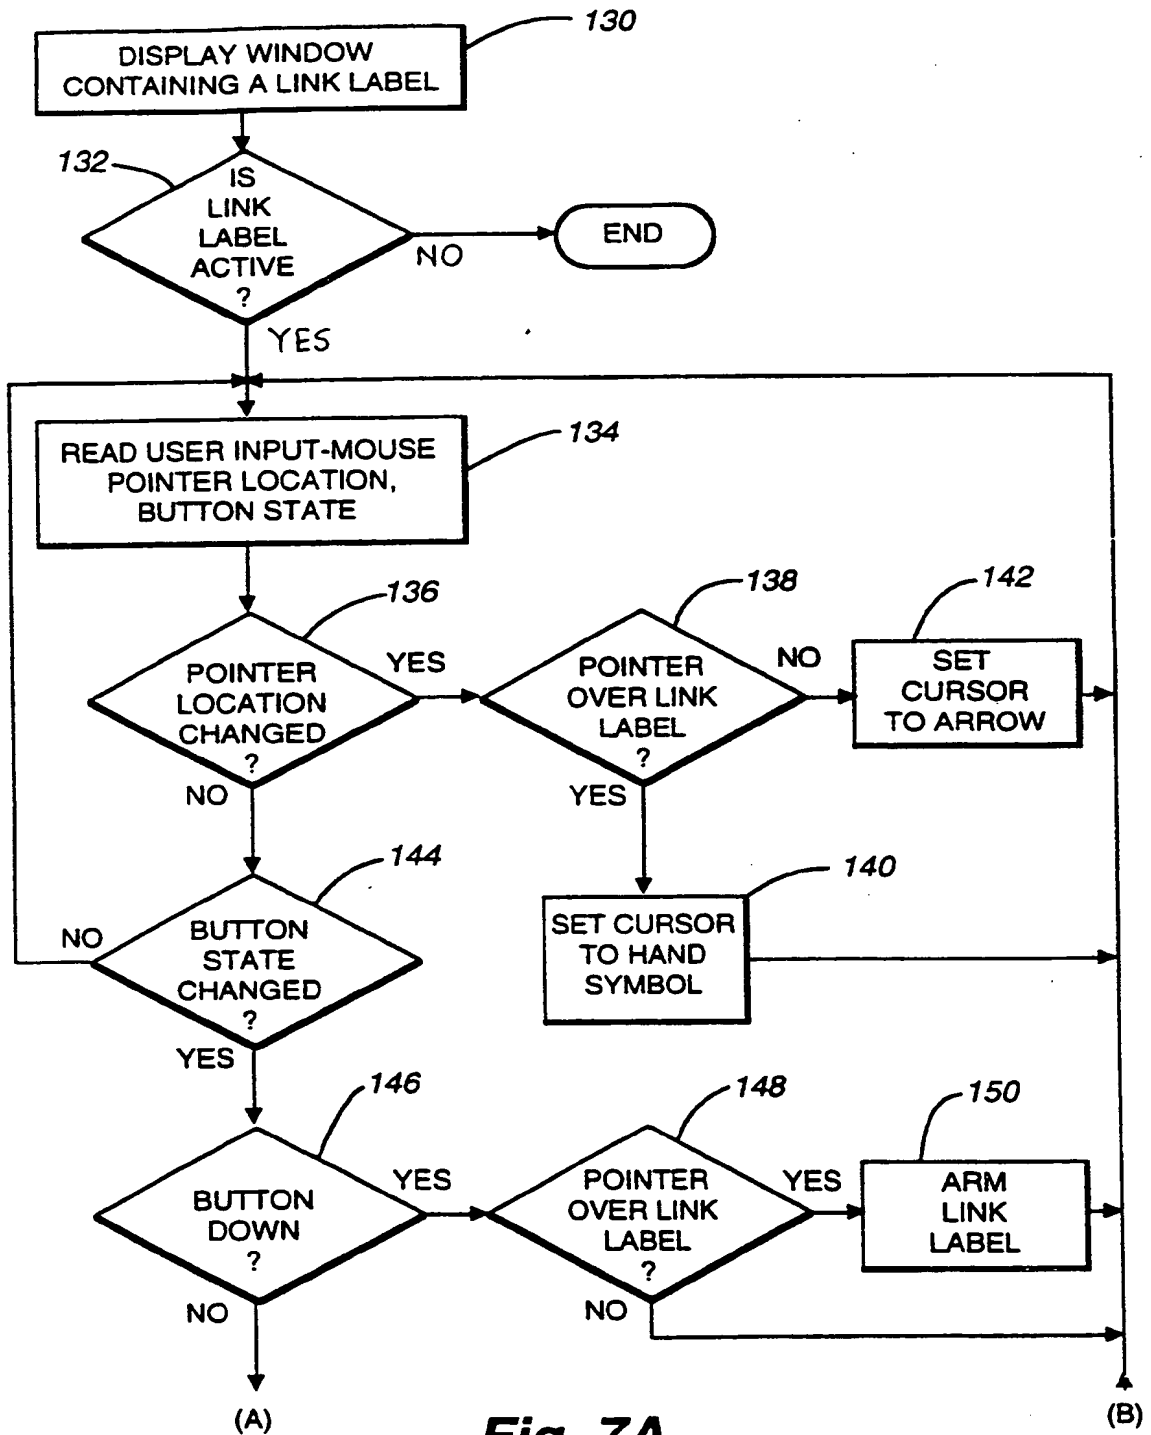 130
DISPLAY WINDOW
CONTAINING A LINK LABEL
132
IS
LINK
LABEL
ACTIVE
?
NO
END
YES
134
READ USER INPUT-MOUSE
POINTER LOCATION,
BUTTON STATE
136
POINTER
LOCATION
CHANGED
?
YES
NO
138
POINTER
OVER LINK
LABEL
?
NO
YES
142
SET
CURSOR
TO ARROW
140
SET CURSOR
TO HAND
SYMBOL
144
BUTTON
STATE
CHANGED
?
NO
YES
146
BUTTON
DOWN
?
YES
NO
148
POINTER
OVER LINK
LABEL
?
YES
NO
150
ARM
LINK
LABEL
(A)
Fig. 7A
(B)